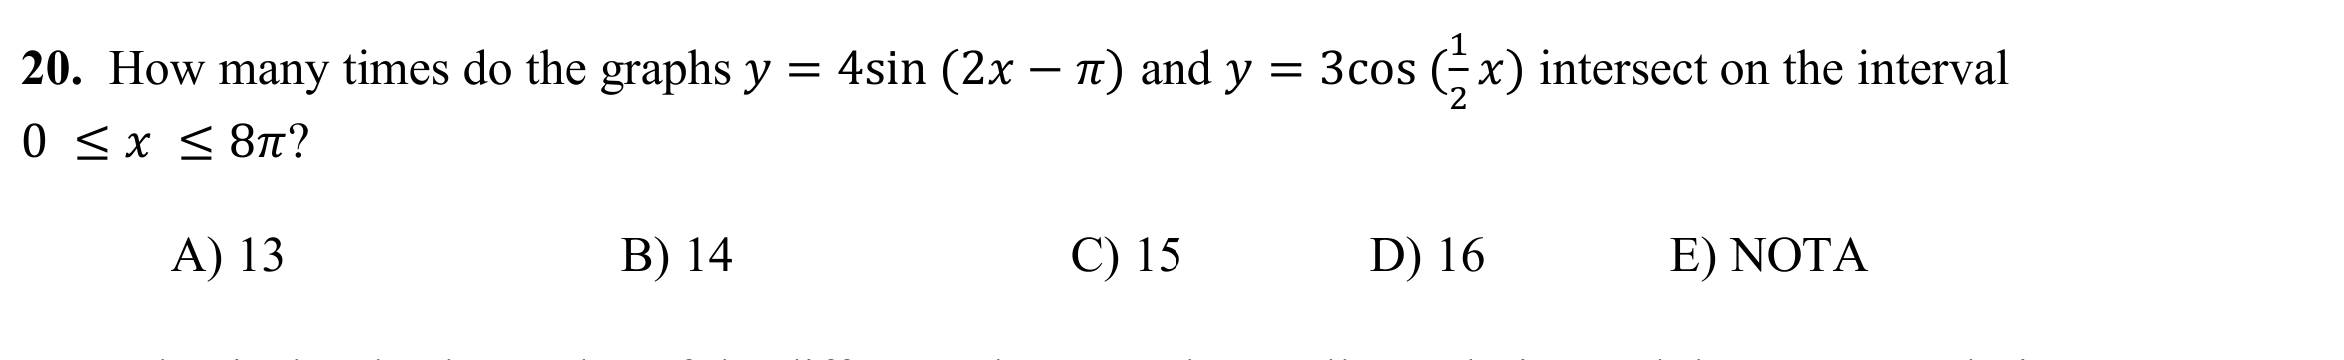 20. How many times do the graphs y = 4sin (2x − π) and y = 3cos (½x) intersect on the interval
0 ≤ x ≤ 8π?
A) 13 B) 14 C) 15 D) 16 E) NOTA